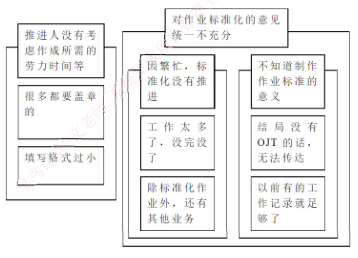 推进人没有考
虑作成所需的
劳力时间等
很多都要盖章
的
填写格式过小
对作业标准化的意见
统一不充分
因繁忙，标
准化没有推
进
工作太多
了，没完没
了
除标准化作
业外，还有
其他业务
不知道制作
作业标准的
意义
结局没有
OJT 的话，
无法传达
以前有的工
作记录就足
够了